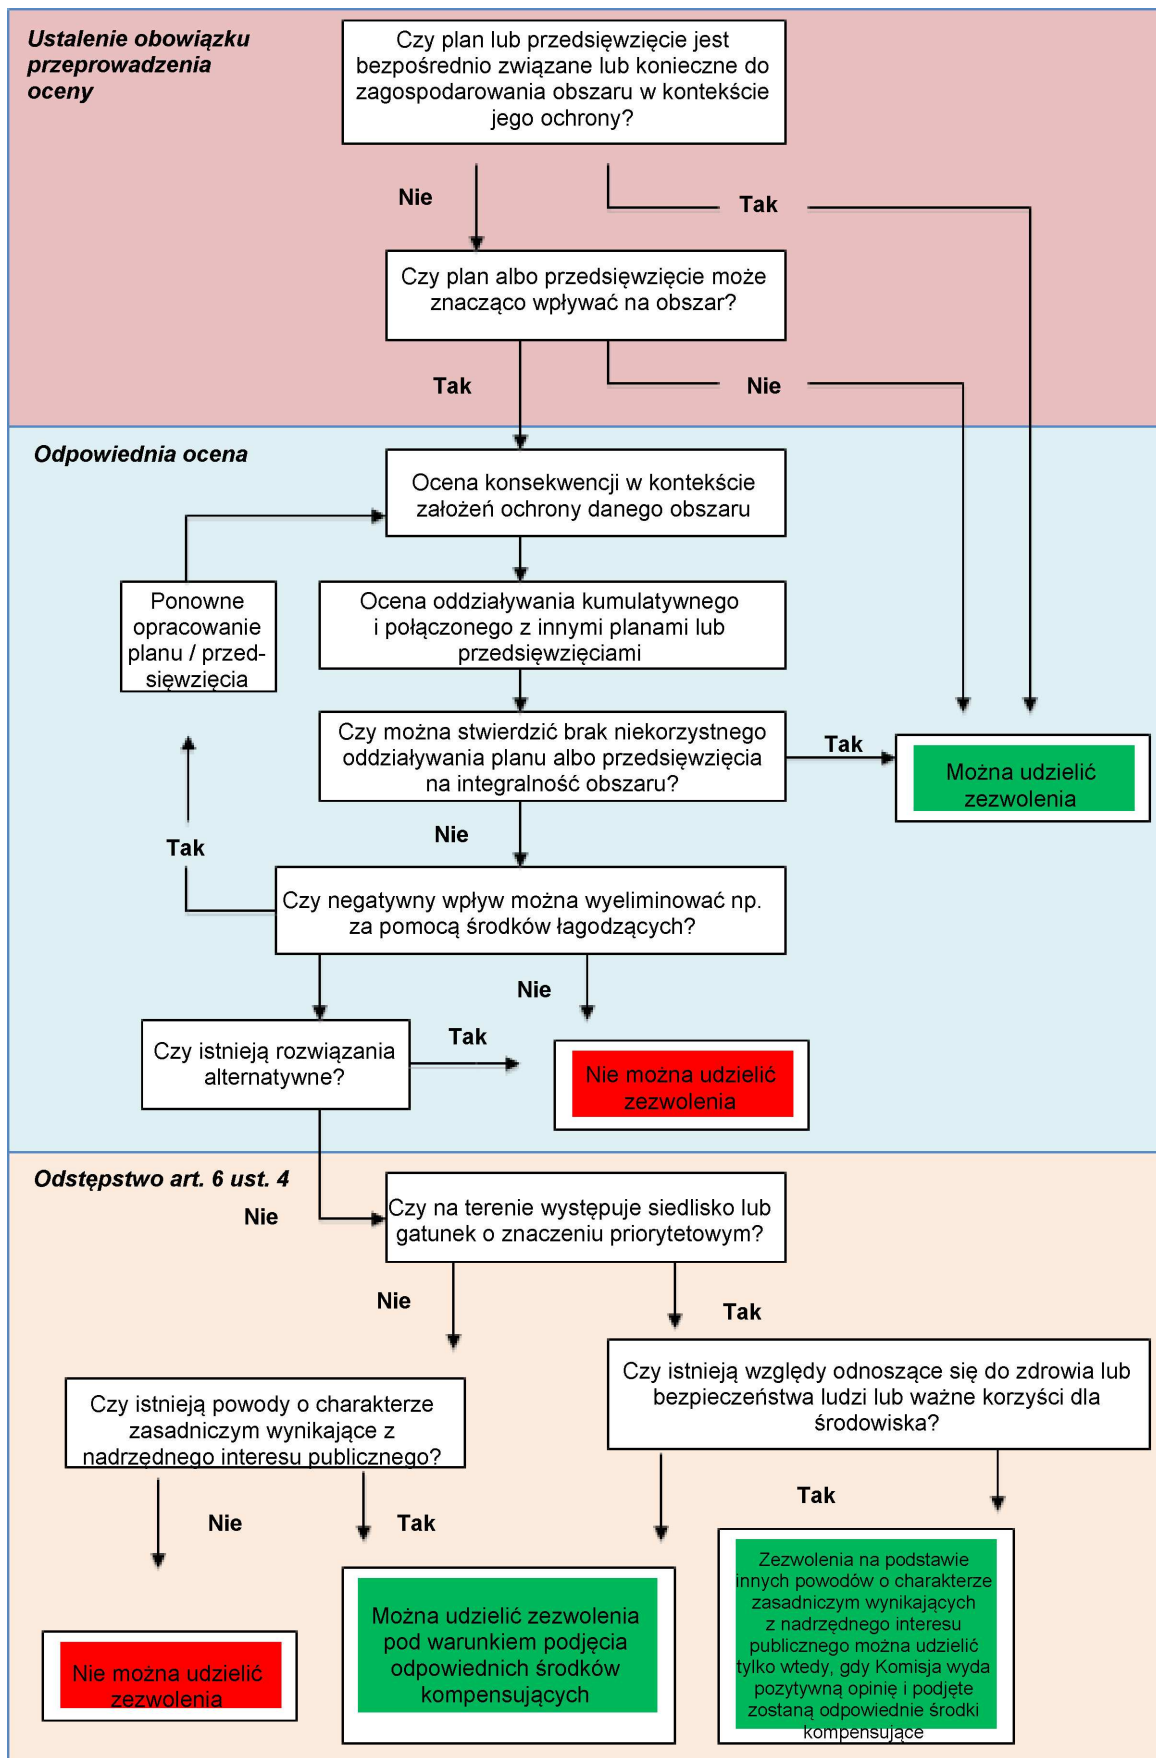 Ustalenie obowiązku
przeprowadzenia
oceny
Czy plan lub przedsięwzięcie jest
bezpośrednio związane lub konieczne do
zagospodarowania obszaru w kontekście
jego ochrony?
Nie
Tak
Czy plan albo przedsięwzięcie może
znacząco wpływać na obszar?
Tak
Nie
Odpowiednia ocena
Ocena konsekwencji w kontekście
założeń ochrony danego obszaru
Ponowne
opracowanie
planu / przed-
sięwzięcia
Ocena oddziaływania kumulatywnego
i połączonego z innymi planami lub
przedsięwzięciami
Czy można stwierdzić brak niekorzystnego
oddziaływania planu albo przedsięwzięcia
na integralność obszaru?
Tak
Można udzielić
zezwolenia
Nie
Tak
Czy negatywny wpływ można wyeliminować np.
za pomocą środków łagodzących?
Nie
Czy istnieją rozwiązania
alternatywne?
Tak
Nie można udzielić
zezwolenia
Odstępstwo art. 6 ust. 4
Nie
Czy na terenie występuje siedlisko lub
gatunek o znaczeniu priorytetowym?
Nie
Tak
Czy istnieją powody o charakterze
zasadniczym wynikające z
nadrzędnego interesu publicznego?
Czy istnieją względy odnoszące się do zdrowia lub
bezpieczeństwa ludzi lub ważne korzyści dla
środowiska?
Nie
Tak
Tak
Nie można udzielić
zezwolenia
Można udzielić zezwolenia
pod warunkiem podjęcia
odpowiednich środków
kompensujących
Zezwolenia na podstawie
innych powodów o charakterze
zasadniczym wynikających
z nadrzędnego interesu
publicznego można udzielić
tylko wtedy, gdy Komisja wyda
pozytywną opinię i podjęte
zostaną odpowiednie środki
kompensujące